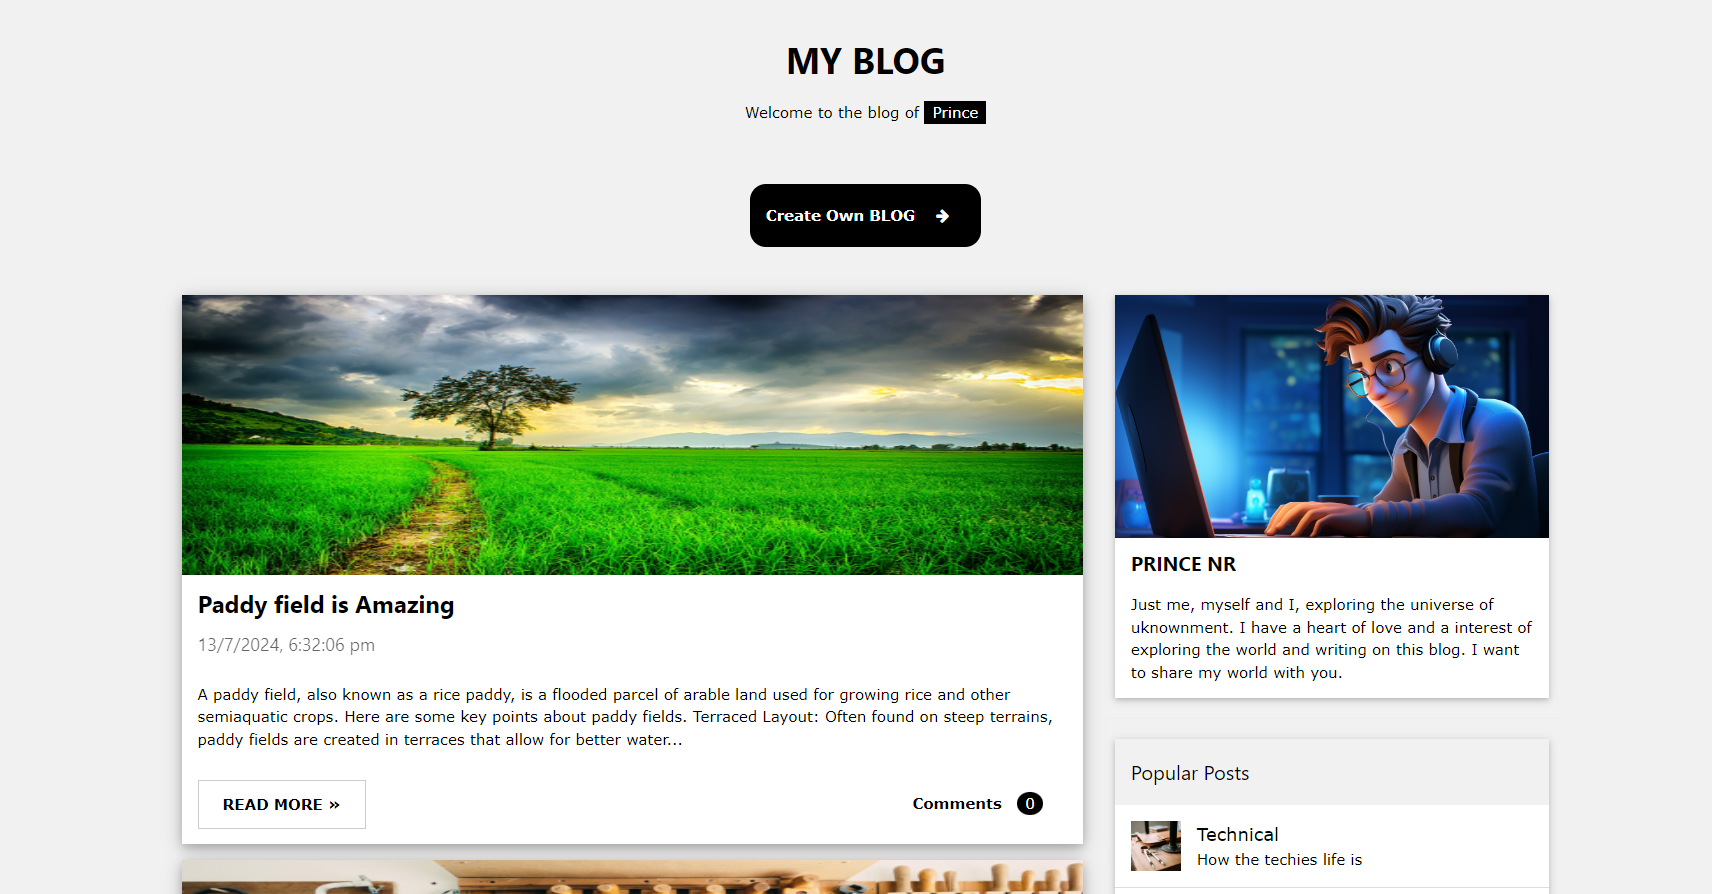 MY BLOG
Welcome to the blog of Prince
Create Own BLOG
Paddy field is Amazing
13/7/2024, 6:32:06 pm
A paddy field, also known as a rice paddy, is a flooded parcel of arable land used for growing rice and other
semiaquatic crops. Here are some key points about paddy fields. Terraced Layout: Often found on steep terrains,
paddy fields are created in terraces that allow for better water...
READ MORE »
Comments 0
PRINCE NR
Just me, myself and I, exploring the universe of
uknownment. I have a heart of love and a interest of
exploring the world and writing on this blog. I want
to share my world with you.
Popular Posts
Technical
How the techies life is